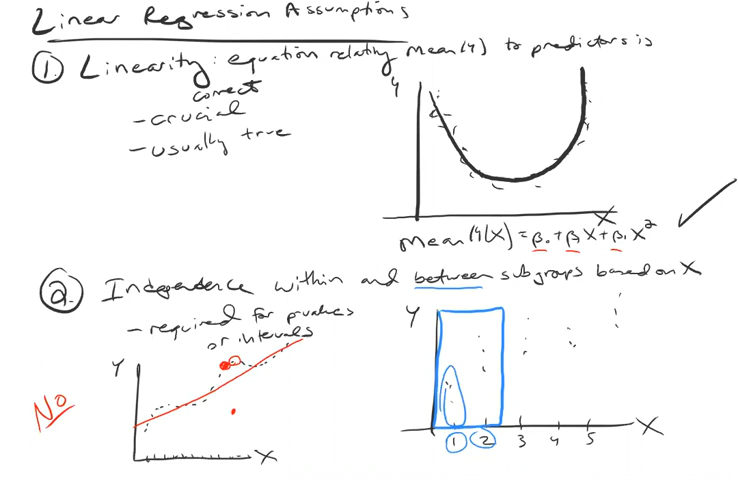 Linear Regression Assumptions
① Linearity: equation relating mean(Y) to predictors is
correct
- crucial
- usually true
Y
X
mean(Y|X) = β₀ + β₁X + β₁X²
② Independence within and between subgroups based on X
- required for pvalues
or intervals
No
Y
X
Y
1 2 3 4 5 X